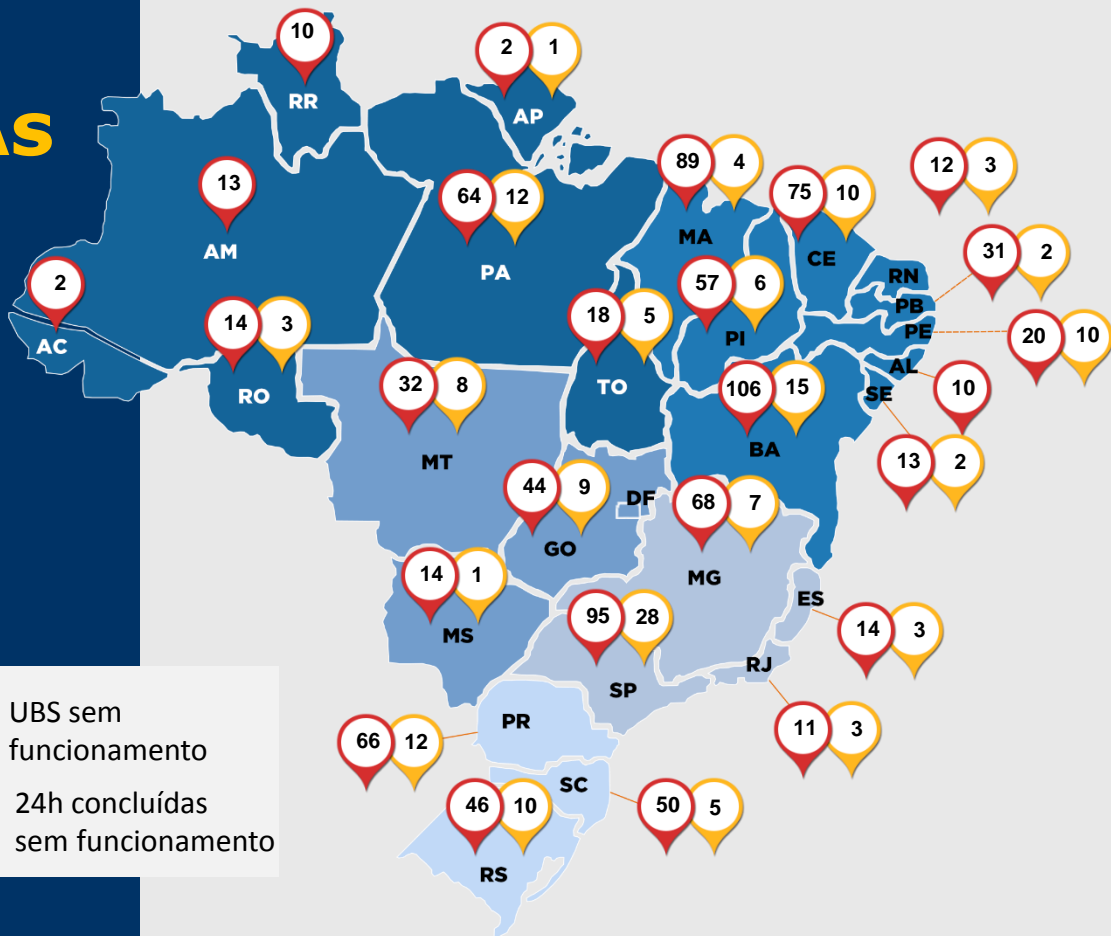 AS
10
RR
2 1
AP
13
AM
64 12
PA
89 4
MA
75 10
CE
12 3
RN
31 2
PB
2
AC
14 3
RO
18 5
TO
57 6
PI
PE
20 10
AL
10
SE
13 2
32 8
MT
106 15
BA
44 9
DF
GO
68 7
MG
14 1
MS
95 28
SP
ES
14 3
RJ
11 3
PR
66 12
SC
50 5
46 10
RS
UBS sem
funcionamento
24h concluídas
sem funcionamento